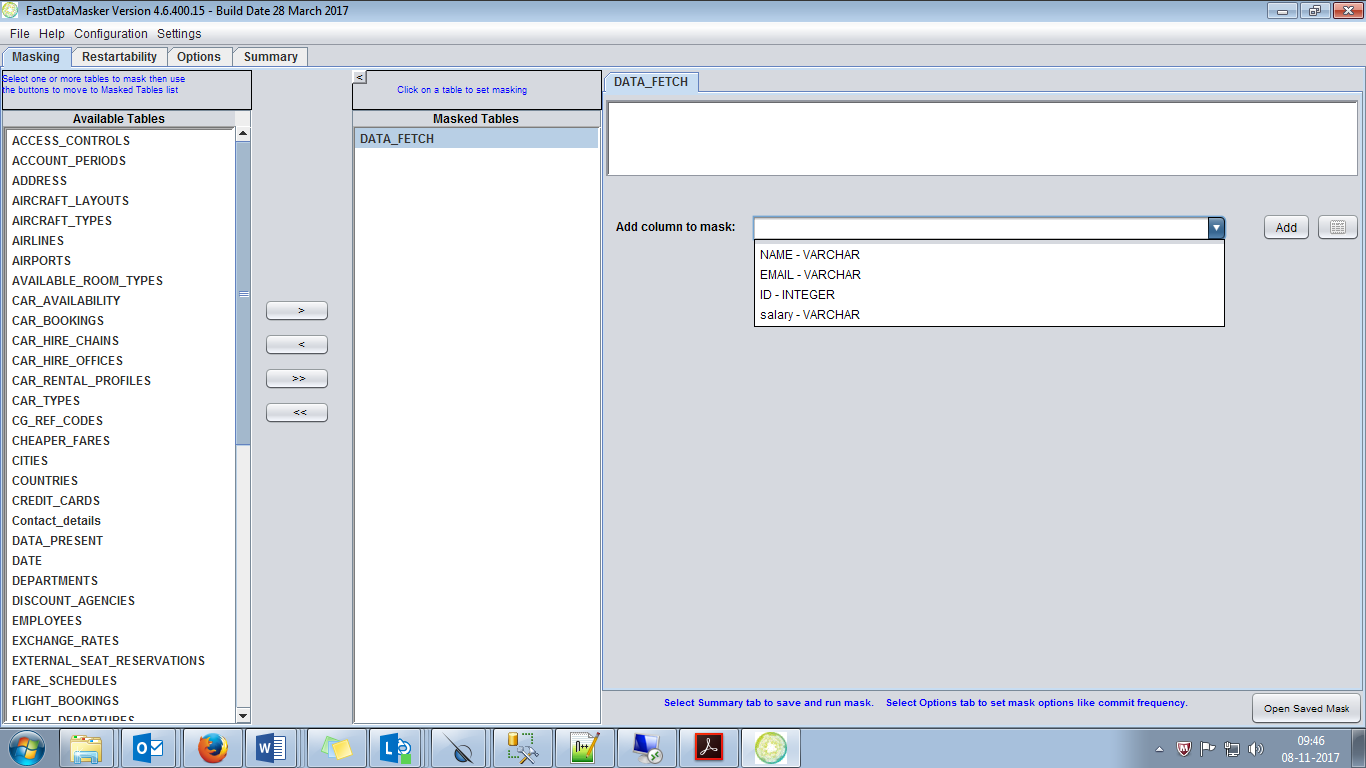 FastDataMasker Version 4.6.400.15 - Build Date 28 March 2017
File Help Configuration Settings
Masking Restartability Options Summary
Select one or more tables to mask then use
the buttons to move to Masked Tables list
Available Tables
ACCESS_CONTROLS
ACCOUNT_PERIODS
ADDRESS
AIRCRAFT_LAYOUTS
AIRCRAFT_TYPES
AIRLINES
AIRPORTS
AVAILABLE_ROOM_TYPES
CAR_AVAILABILITY
CAR_BOOKINGS
CAR_HIRE_CHAINS
CAR_HIRE_OFFICES
CAR_RENTAL_PROFILES
CAR_TYPES
CG_REF_CODES
CHEAPER_FARES
CITIES
COUNTRIES
CREDIT_CARDS
Contact_details
DATA_PRESENT
DATE
DEPARTMENTS
DISCOUNT_AGENCIES
EMPLOYEES
EXCHANGE_RATES
EXTERNAL_SEAT_RESERVATIONS
FARE_SCHEDULES
FLIGHT_BOOKINGS
FLIGHT_DEPARTURES
>
<
>>
<<
<
Click on a table to set masking
Masked Tables
DATA_FETCH
DATA_FETCH
Add column to mask:
Add
NAME - VARCHAR
EMAIL - VARCHAR
ID - INTEGER
salary - VARCHAR
Select Summary tab to save and run mask. Select Options tab to set mask options like commit frequency.
Open Saved Mask
09:46
08-11-2017